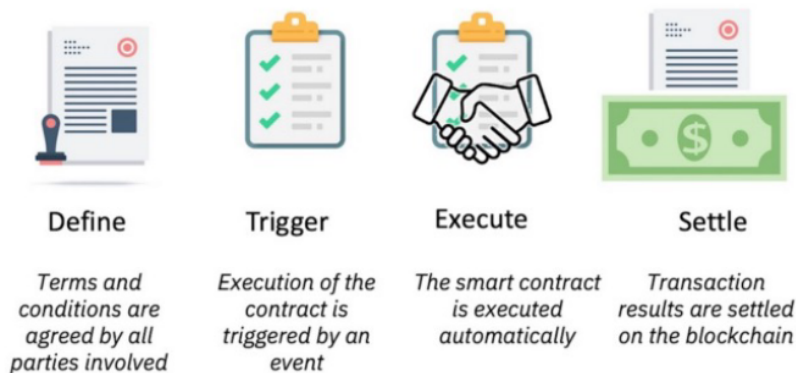 Define
Trigger
Execute
Settle
Terms and
conditions are
agreed by all
parties involved
Execution of the
contract is
triggered by an
event
The smart contract
is executed
automatically
Transaction
results are settled
on the blockchain
$